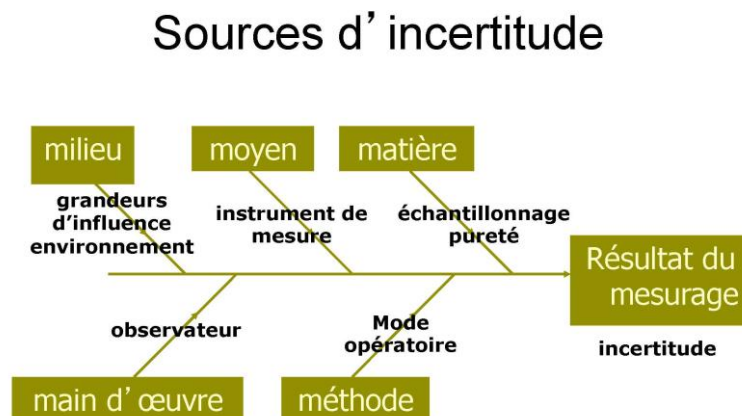 Sources d’ incertitude
milieu
moyen
matière
grandeurs
d’influence
environnement
instrument de
mesure
échantillonnage
pureté
Résultat du
mesurage
observateur
Mode
opératoire
incertitude
main d’ œuvre
méthode